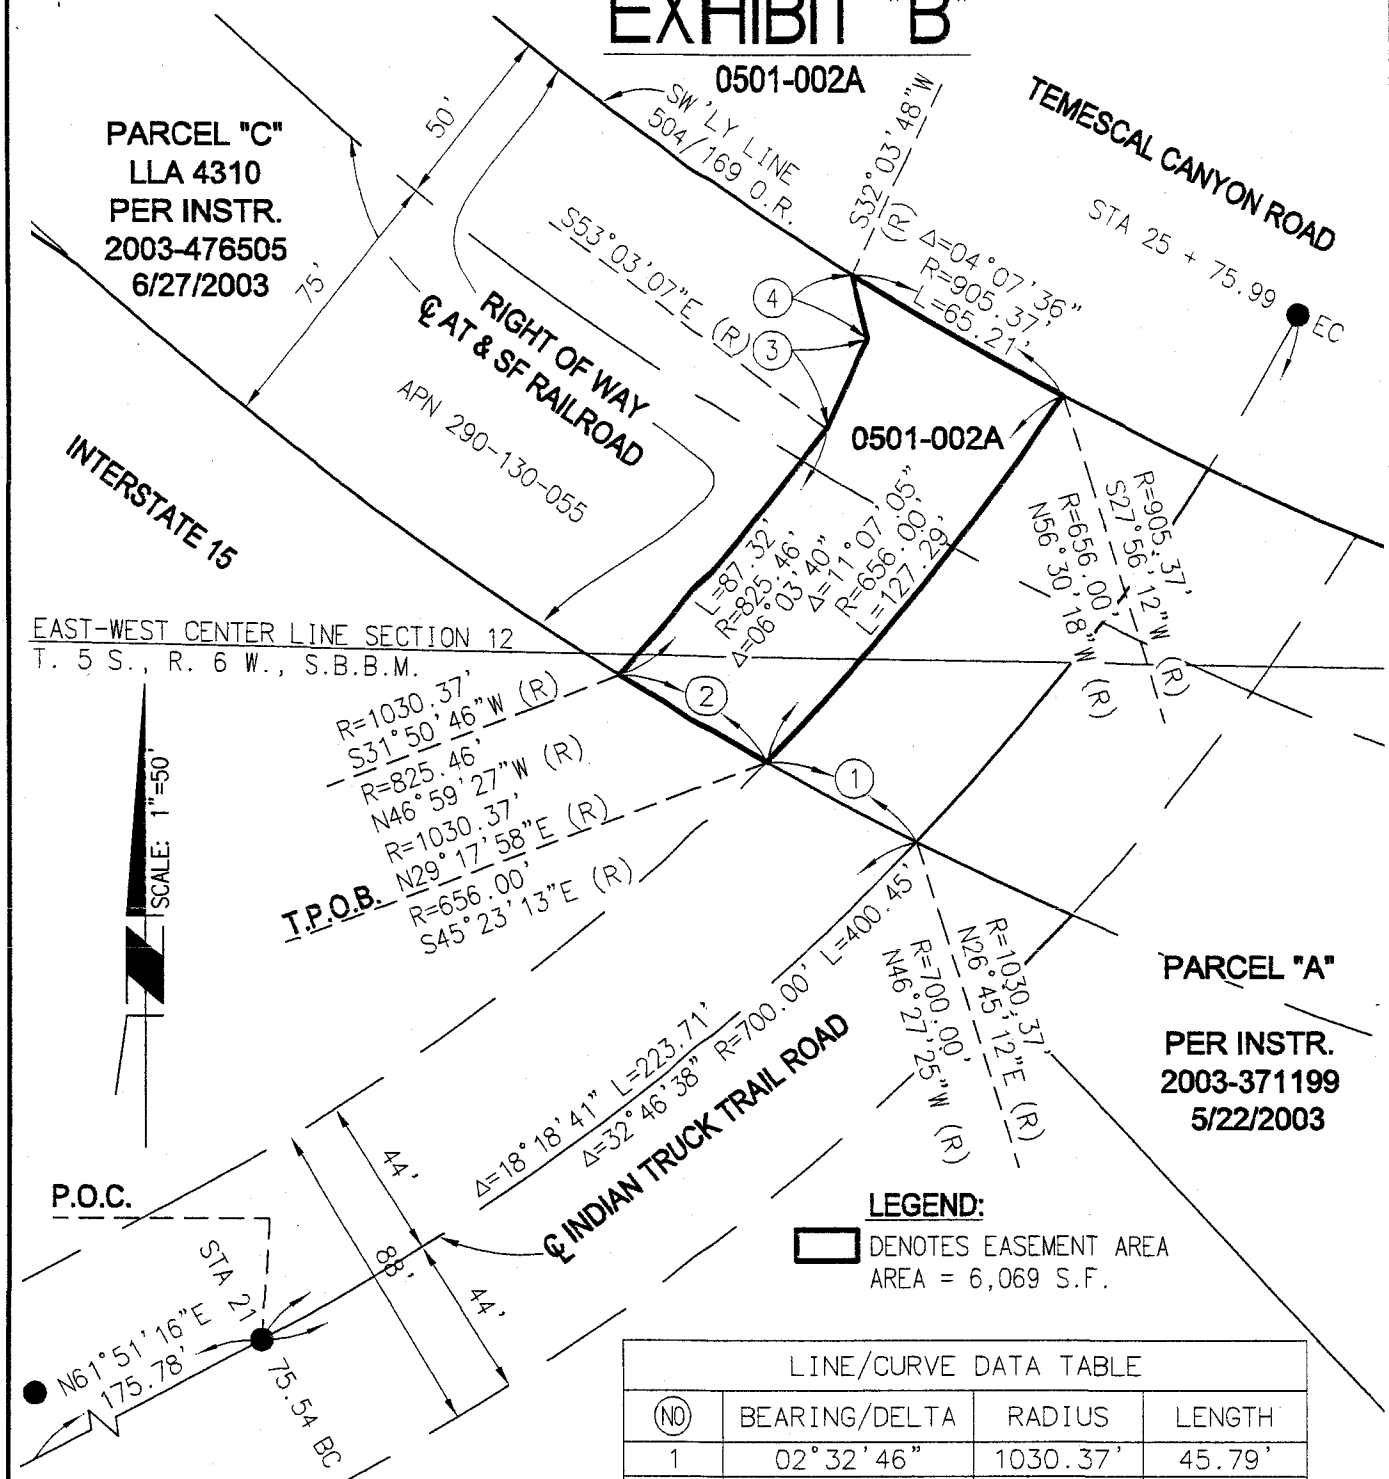 EXHIBIT "B"
0501-002A
PARCEL "C"
LLA 4310
PER INSTR.
2003-476505
6/27/2003
50'
75'
SW'LY LINE
504/169 O.R.
S32°03'48"W
(R)
TEMESCAL CANYON ROAD
STA 25 + 75.99
EC
Δ=04°07'36"
R=905.37'
L=65.21'
S53°03'07"E (R)
4
3
RIGHT OF WAY
℄ AT & SF RAILROAD
APN 290-130-055
0501-002A
INTERSTATE 15
L=87.32'
R=825.46'
Δ=06°03'40"
Δ=11°07'05"
R=656.00'
L=127.29'
R=905.37'
S27°56'12"W (R)
R=656.00'
N56°30'18"W (R)
EAST-WEST CENTER LINE SECTION 12
T. 5 S., R. 6 W., S.B.B.M.
2
1
R=1030.37'
S31°50'46"W (R)
R=825.46'
N46°59'27"W (R)
R=1030.37'
N29°17'58"E (R)
R=656.00'
S45°23'13"E (R)
T.P.O.B.
SCALE: 1"=50'
R=1030.37'
N26°45'12"E (R)
R=700.00'
N46°27'25"W (R)
PARCEL "A"
PER INSTR.
2003-371199
5/22/2003
Δ=18°18'41" L=223.71'
Δ=32°46'38" R=700.00' L=400.45'
℄ INDIAN TRUCK TRAIL ROAD
44'
88'
44'
P.O.C.
STA 21
75.54 BC
N61°51'16"E
175.78'
LEGEND:
DENOTES EASEMENT AREA
AREA = 6,069 S.F.
LINE/CURVE DATA TABLE
NO BEARING/DELTA RADIUS LENGTH
1 02°32'46" 1030.37' 45.79'